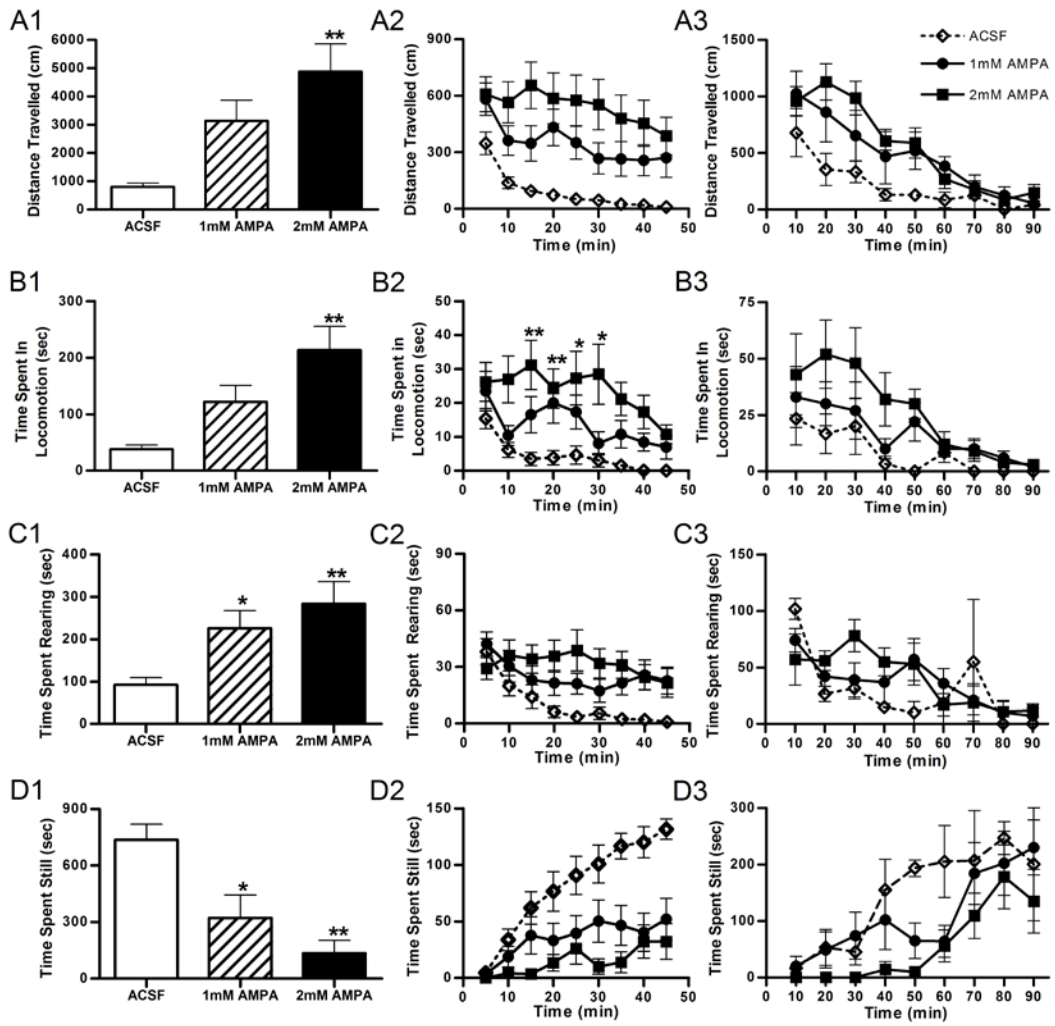 A1
Distance Travelled (cm)
6000
5000
4000
3000
2000
1000
0
**
ACSF 1mM AMPA 2mM AMPA
A2
Distance Travelled (cm)
900
600
300
0
0 10 20 30 40 50
Time (min)
A3
Distance Travelled (cm)
1500
1000
500
0
0 10 20 30 40 50 60 70 80 90
Time (min)
ACSF
1mM AMPA
2mM AMPA
B1
Time Spent In
Locomotion (sec)
300
200
100
0
**
ACSF 1mM AMPA 2mM AMPA
B2
Time Spent in
Locomotion (sec)
50
40
30
20
10
0
** ** * *
0 10 20 30 40 50
Time (min)
B3
Time Spent In
Locomotion (sec)
75
50
25
0
0 10 20 30 40 50 60 70 80 90
Time (min)
C1
Time Spent Rearing (sec)
400
300
200
100
0
* **
ACSF 1mM AMPA 2mM AMPA
C2
Time Spent Rearing (sec)
90
60
30
0
0 10 20 30 40 50
Time (min)
C3
Time Spent Rearing (sec)
150
100
50
0
0 10 20 30 40 50 60 70 80 90
Time (min)
D1
Time Spent Still (sec)
900
600
300
0
* **
ACSF 1mM AMPA 2mM AMPA
D2
Time Spent Still (sec)
150
100
50
0
0 10 20 30 40 50
Time (min)
D3
Time Spent Still (sec)
300
200
100
0
0 10 20 30 40 50 60 70 80 90
Time (min)